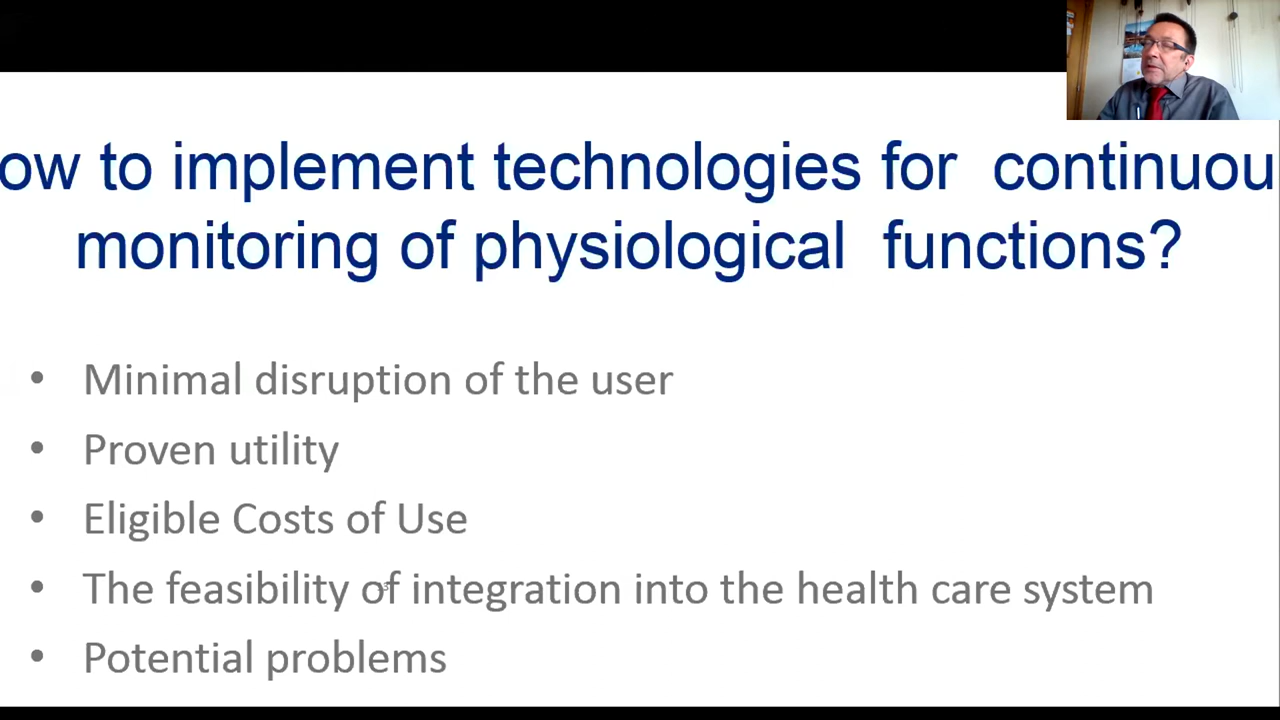 ow to implement technologies for continuou
monitoring of physiological functions?
• Minimal disruption of the user
• Proven utility
• Eligible Costs of Use
• The feasibility of integration into the health care system
• Potential problems